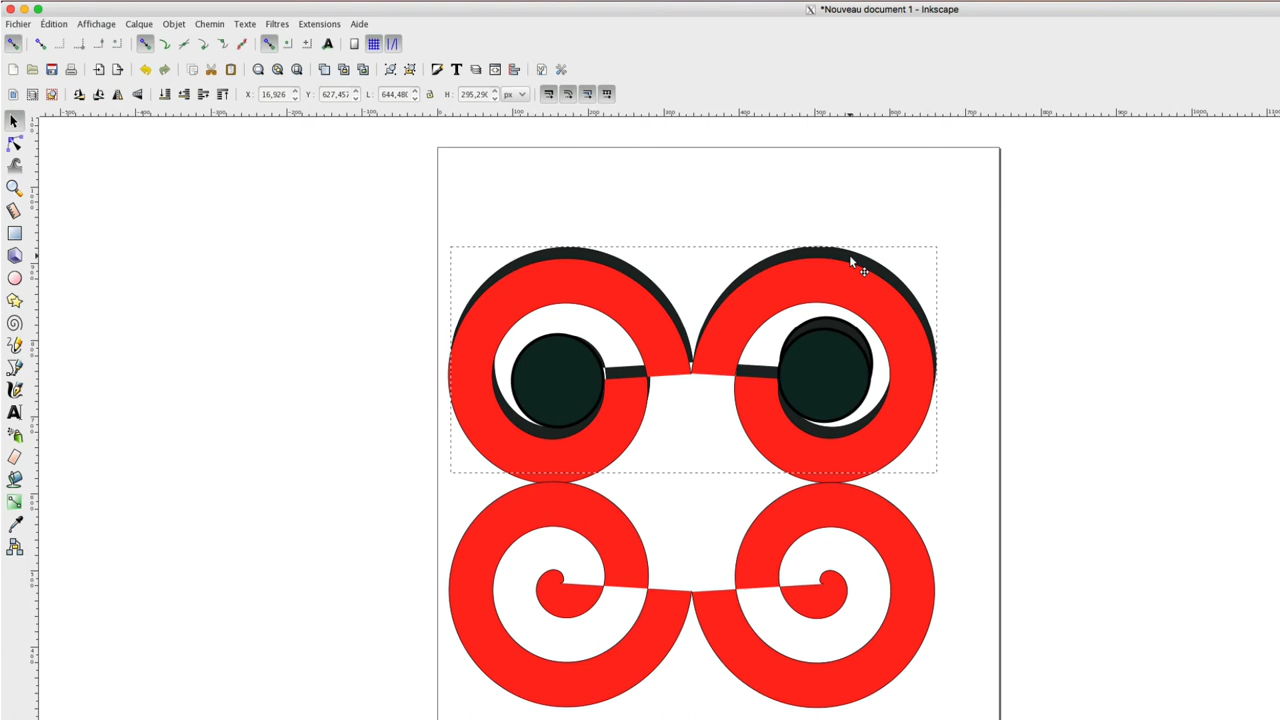 *Nouveau document 1 - Inkscape
Fichier Édition Affichage Calque Objet Chemin Texte Filtres Extensions Aide
X: 16,926 Y: 627,457 L: 644,480 H: 295,290 px